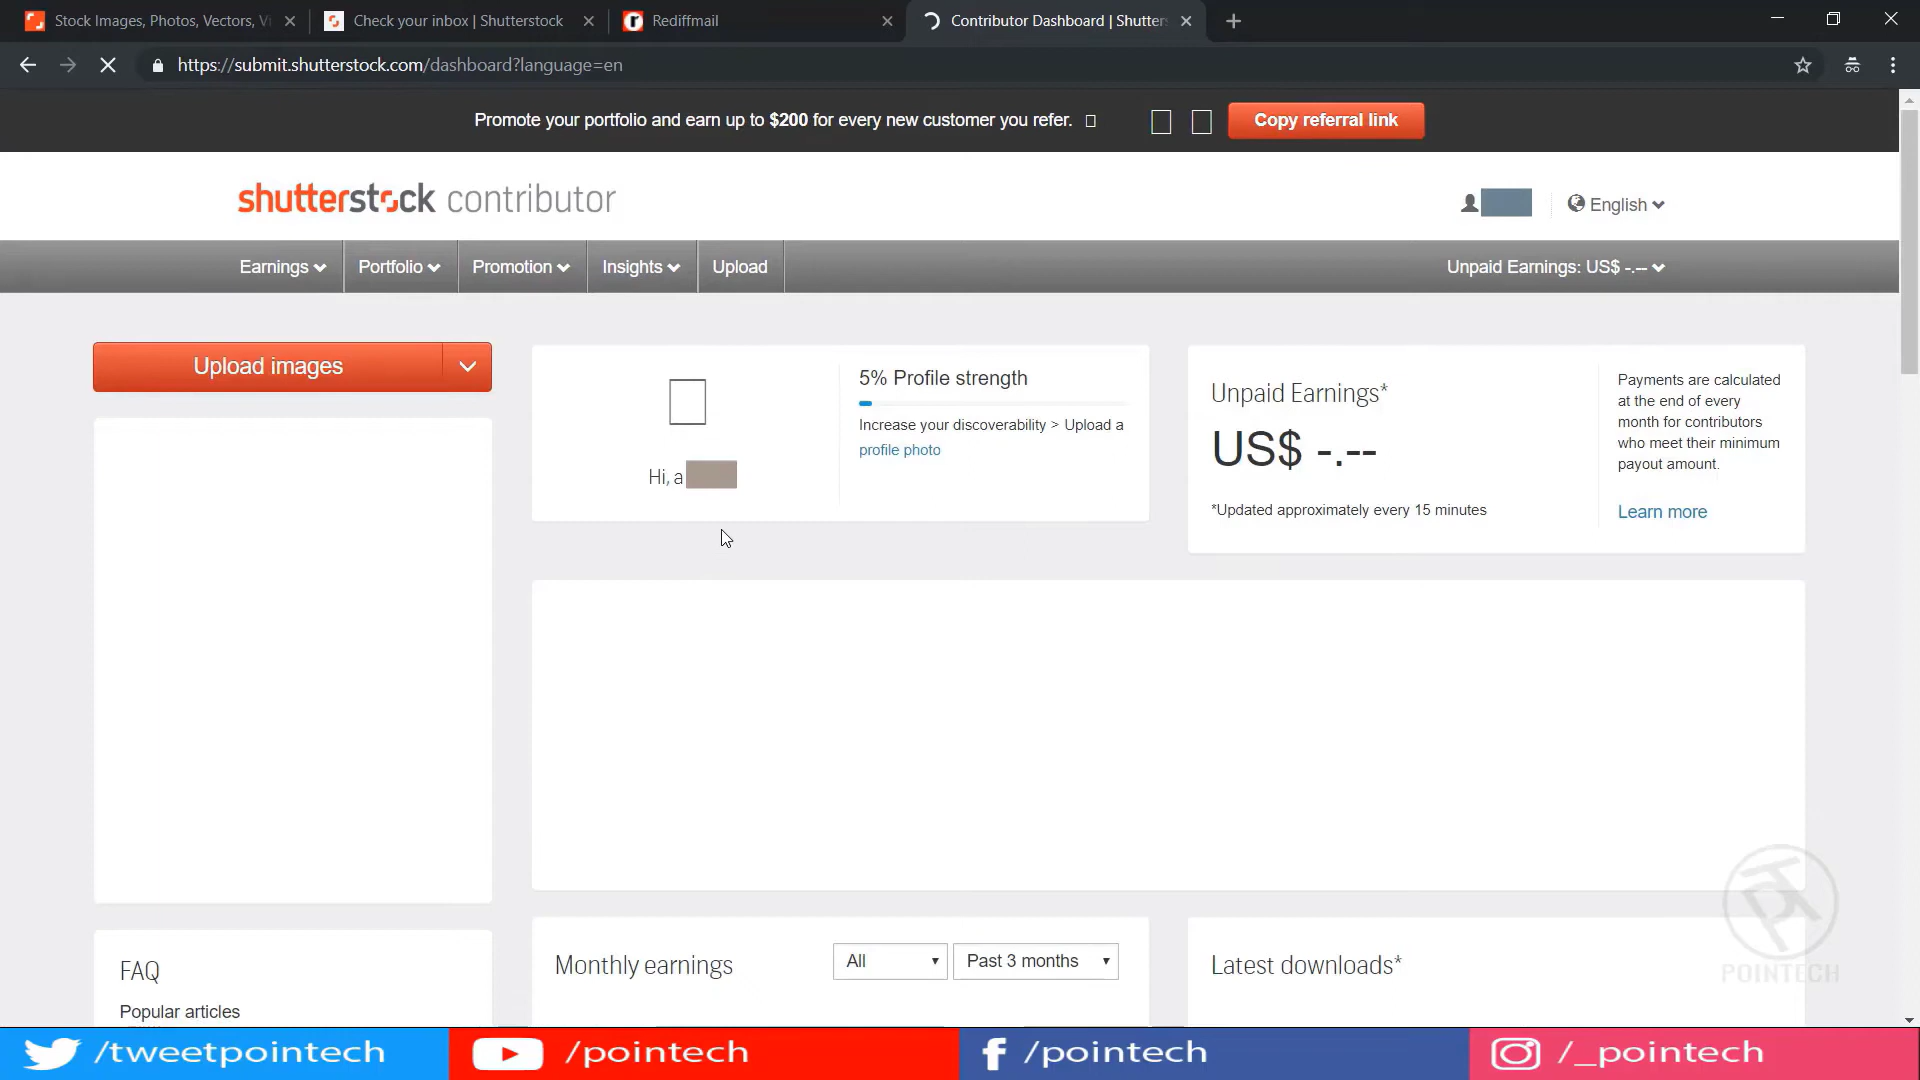 Stock Images, Photos, Vectors, Vi
Check your inbox | Shutterstock
Rediffmail
Contributor Dashboard | Shutters
https://submit.shutterstock.com/dashboard?language=en
Promote your portfolio and earn up to $200 for every new customer you refer.
Copy referral link
shutterstock contributor
English
Earnings
Portfolio
Promotion
Insights
Upload
Unpaid Earnings: US$ -.--
Upload images
Hi, a
5% Profile strength
Increase your discoverability > Upload a
profile photo
Unpaid Earnings*
US$ -.--
*Updated approximately every 15 minutes
Payments are calculated
at the end of every
month for contributors
who meet their minimum
payout amount.
Learn more
FAQ
Popular articles
Monthly earnings
All
Past 3 months
Latest downloads*
POINTECH
/tweetpointech
/pointech
/pointech
/_pointech